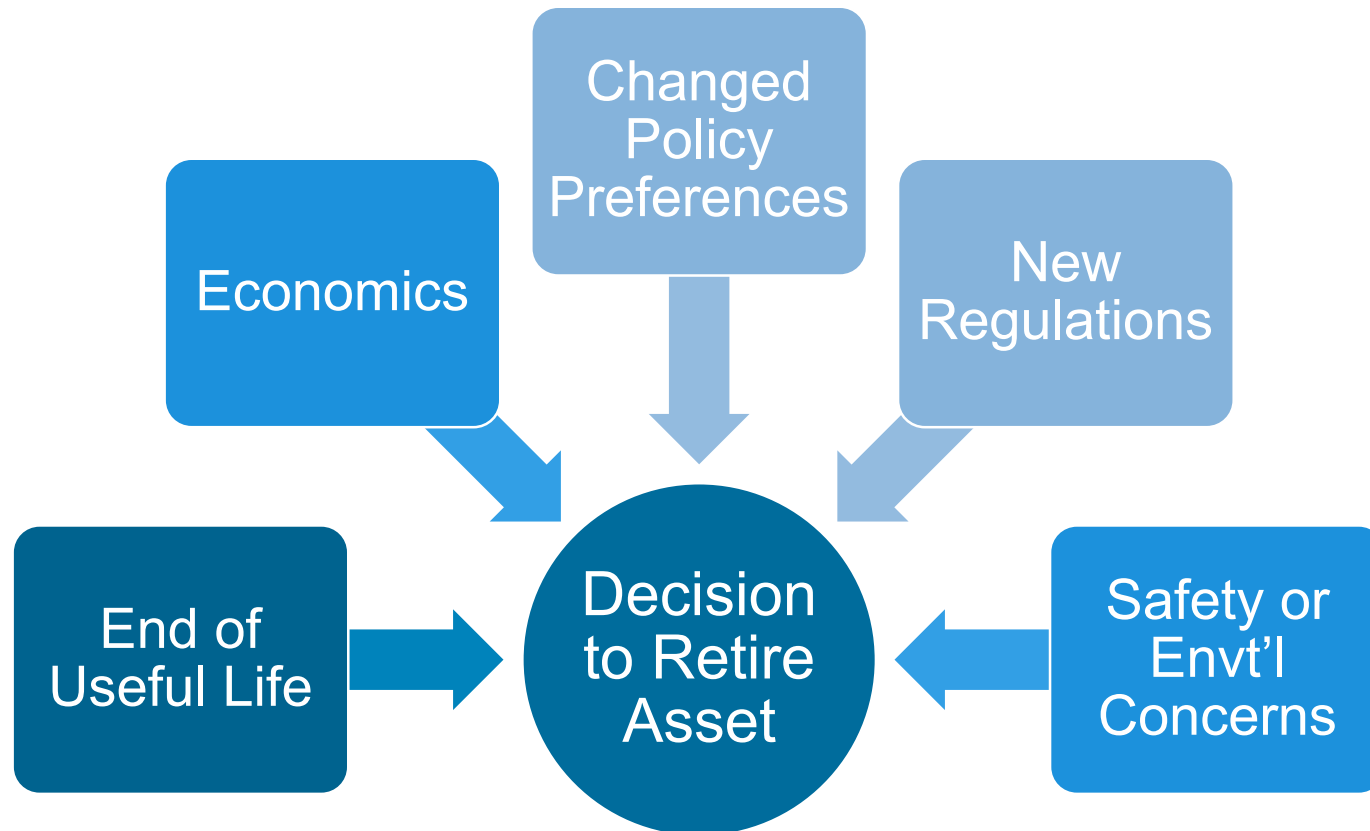 Changed
Policy
Preferences
Economics
New
Regulations
End of
Useful Life
Decision
to Retire
Asset
Safety or
Envt’l
Concerns